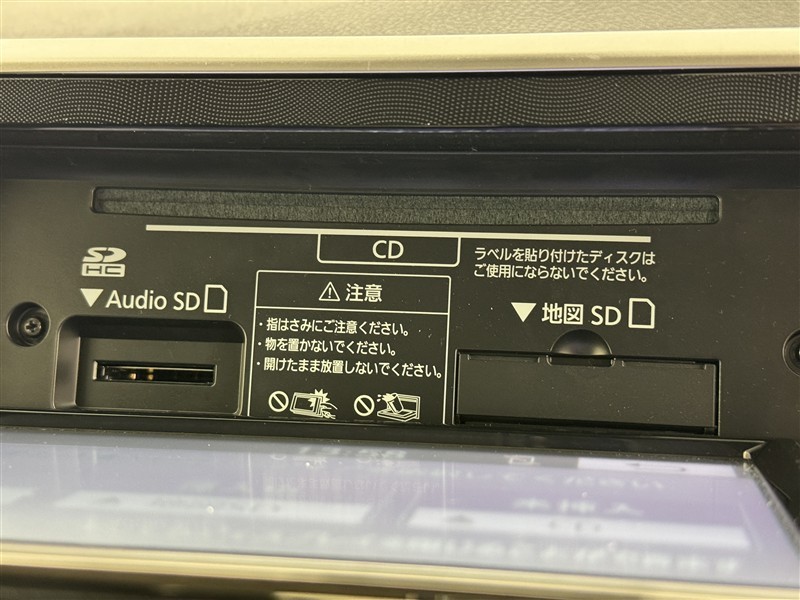 CD
ラベルを貼り付けたディスクは
ご使用にならないでください。
SD
HC
▼Audio SD
⚠注意
・指はさみにご注意ください。
・物を置かないでください。
・開けたまま放置しないでください。
▼地図 SD
未挿入